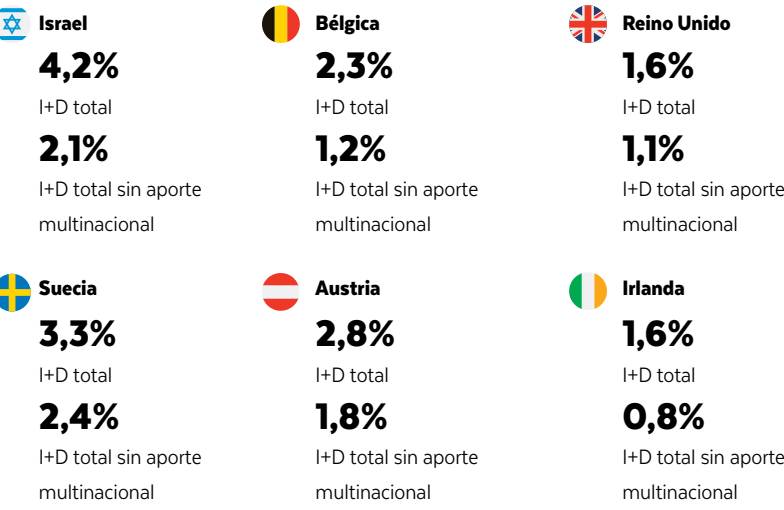 Israel
4,2%
I+D total
2,1%
I+D total sin aporte
multinacional
Bélgica
2,3%
I+D total
1,2%
I+D total sin aporte
multinacional
Reino Unido
1,6%
I+D total
1,1%
I+D total sin aporte
multinacional
Suecia
3,3%
I+D total
2,4%
I+D total sin aporte
multinacional
Austria
2,8%
I+D total
1,8%
I+D total sin aporte
multinacional
Irlanda
1,6%
I+D total
0,8%
I+D total sin aporte
multinacional